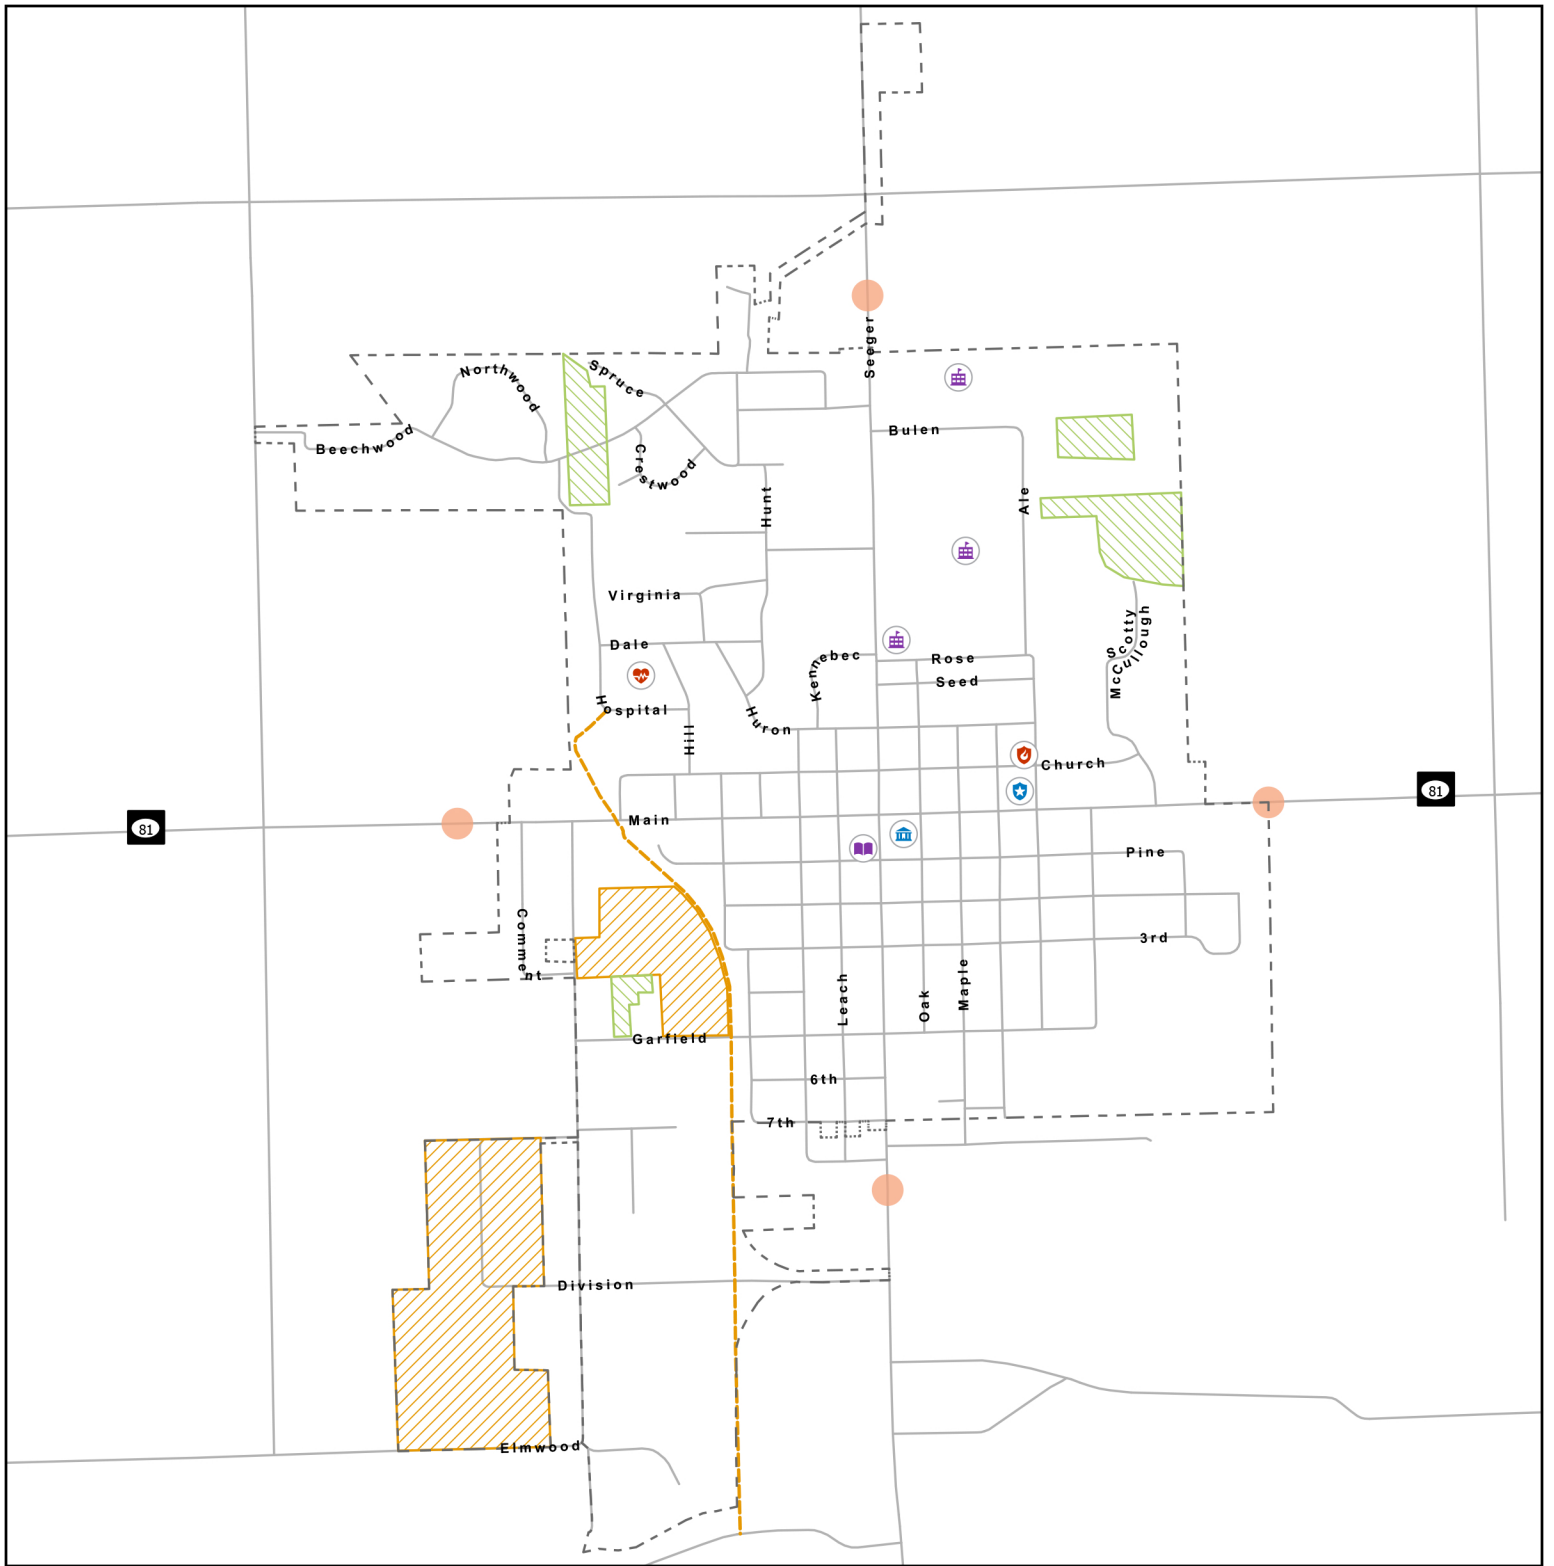 Seeger
Northwood
Spruce
Beechwood
Crestwood
Bulen
Hunt
Ale
Virginia
Dale
Scotty
McCullough
Kennebec
Rose
Seed
Hospital
Huron
Hill
Church
81
81
Main
Pine
Comment
3rd
Leach
Oak
Maple
Garfield
6th
7th
Division
Elmwood